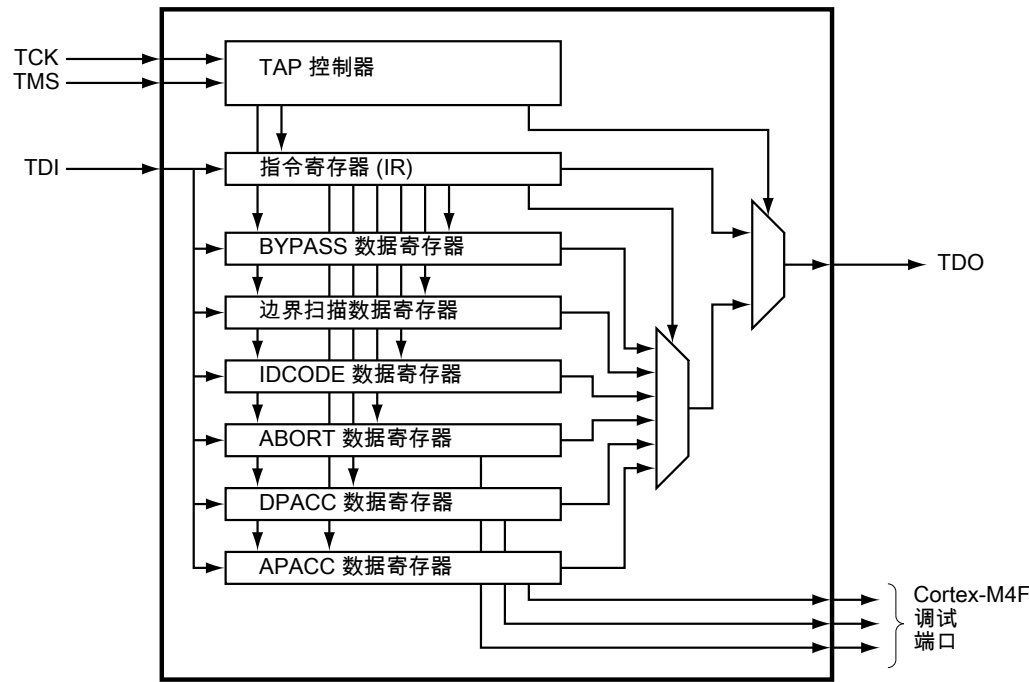 TCK
TMS
TAP 控制器
TDI
指令寄存器 (IR)
BYPASS 数据寄存器
TDO
边界扫描数据寄存器
IDCODE 数据寄存器
ABORT 数据寄存器
DPACC 数据寄存器
APACC 数据寄存器
Cortex-M4F
调试
端口